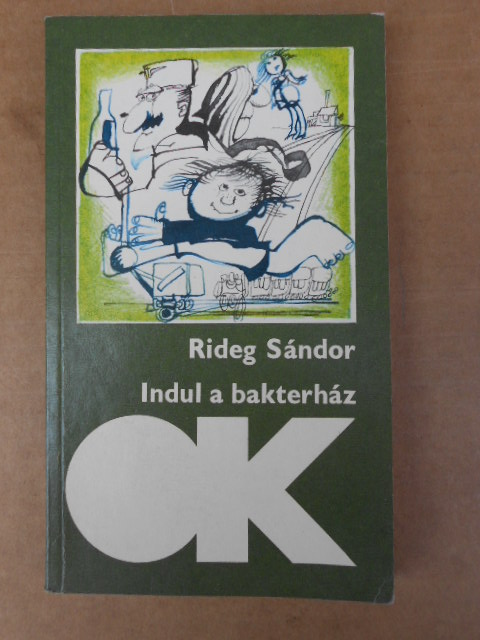 Rideg Sándor
Indul a bakterház
OK